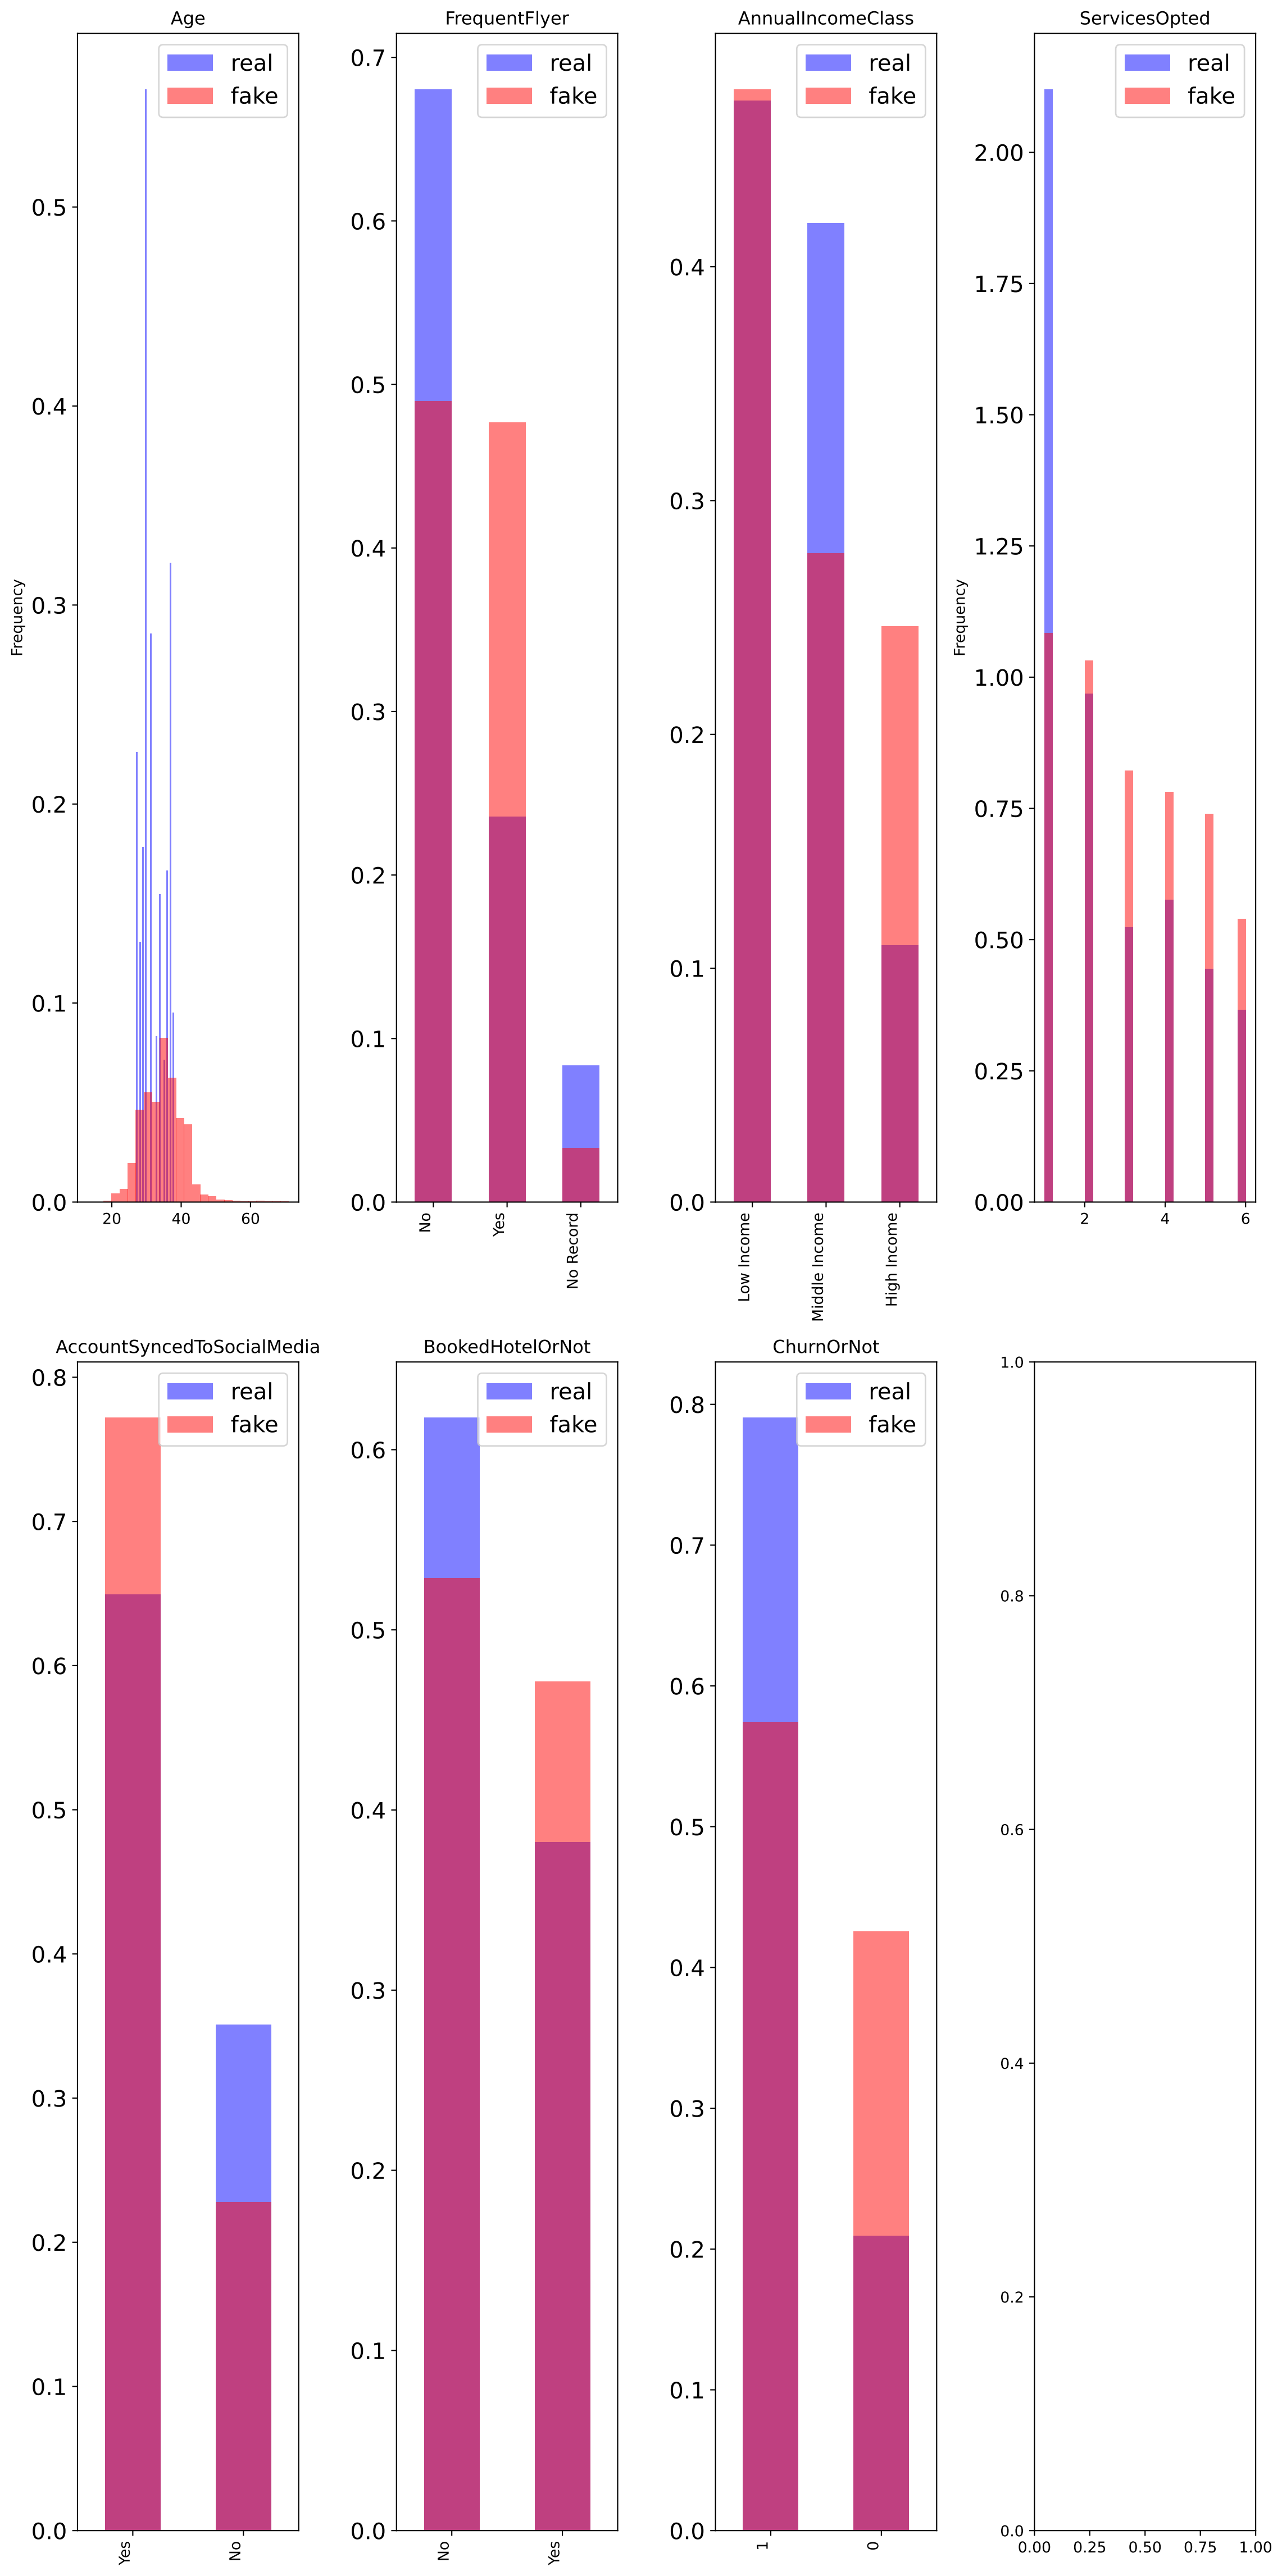 Age
real
fake
Frequency
0.5
0.4
0.3
0.2
0.1
0.0
20
40
60
FrequentFlyer
real
fake
0.7
0.6
0.5
0.4
0.3
0.2
0.1
0.0
No
Yes
No Record
AnnualIncomeClass
real
fake
0.4
0.3
0.2
0.1
0.0
Low Income
Middle Income
High Income
ServicesOpted
real
fake
Frequency
2.00
1.75
1.50
1.25
1.00
0.75
0.50
0.25
0.00
2
4
6
AccountSyncedToSocialMedia
real
fake
0.8
0.7
0.6
0.5
0.4
0.3
0.2
0.1
0.0
Yes
No
BookedHotelOrNot
real
fake
0.6
0.5
0.4
0.3
0.2
0.1
0.0
No
Yes
ChurnOrNot
real
fake
0.8
0.7
0.6
0.5
0.4
0.3
0.2
0.1
0.0
1
0
1.0
0.8
0.6
0.4
0.2
0.0
0.00
0.25
0.50
0.75
1.00